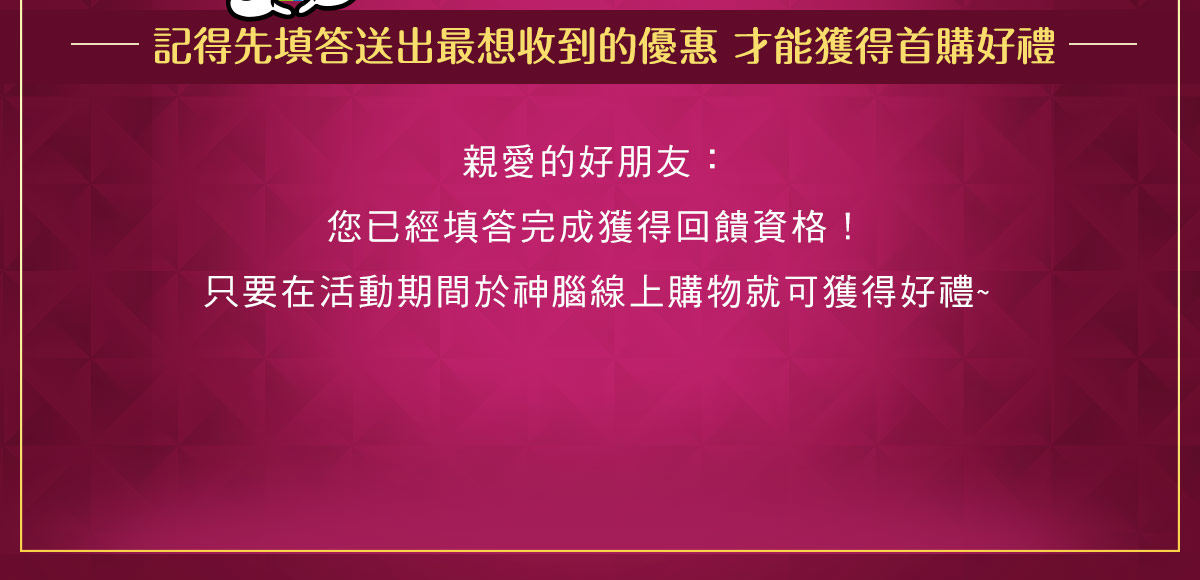 記得先填答送出最想收到的優惠 才能獲得首購好禮
親愛的好朋友：
您已經填答完成獲得回饋資格！
只要在活動期間於神腦線上購物就可獲得好禮~